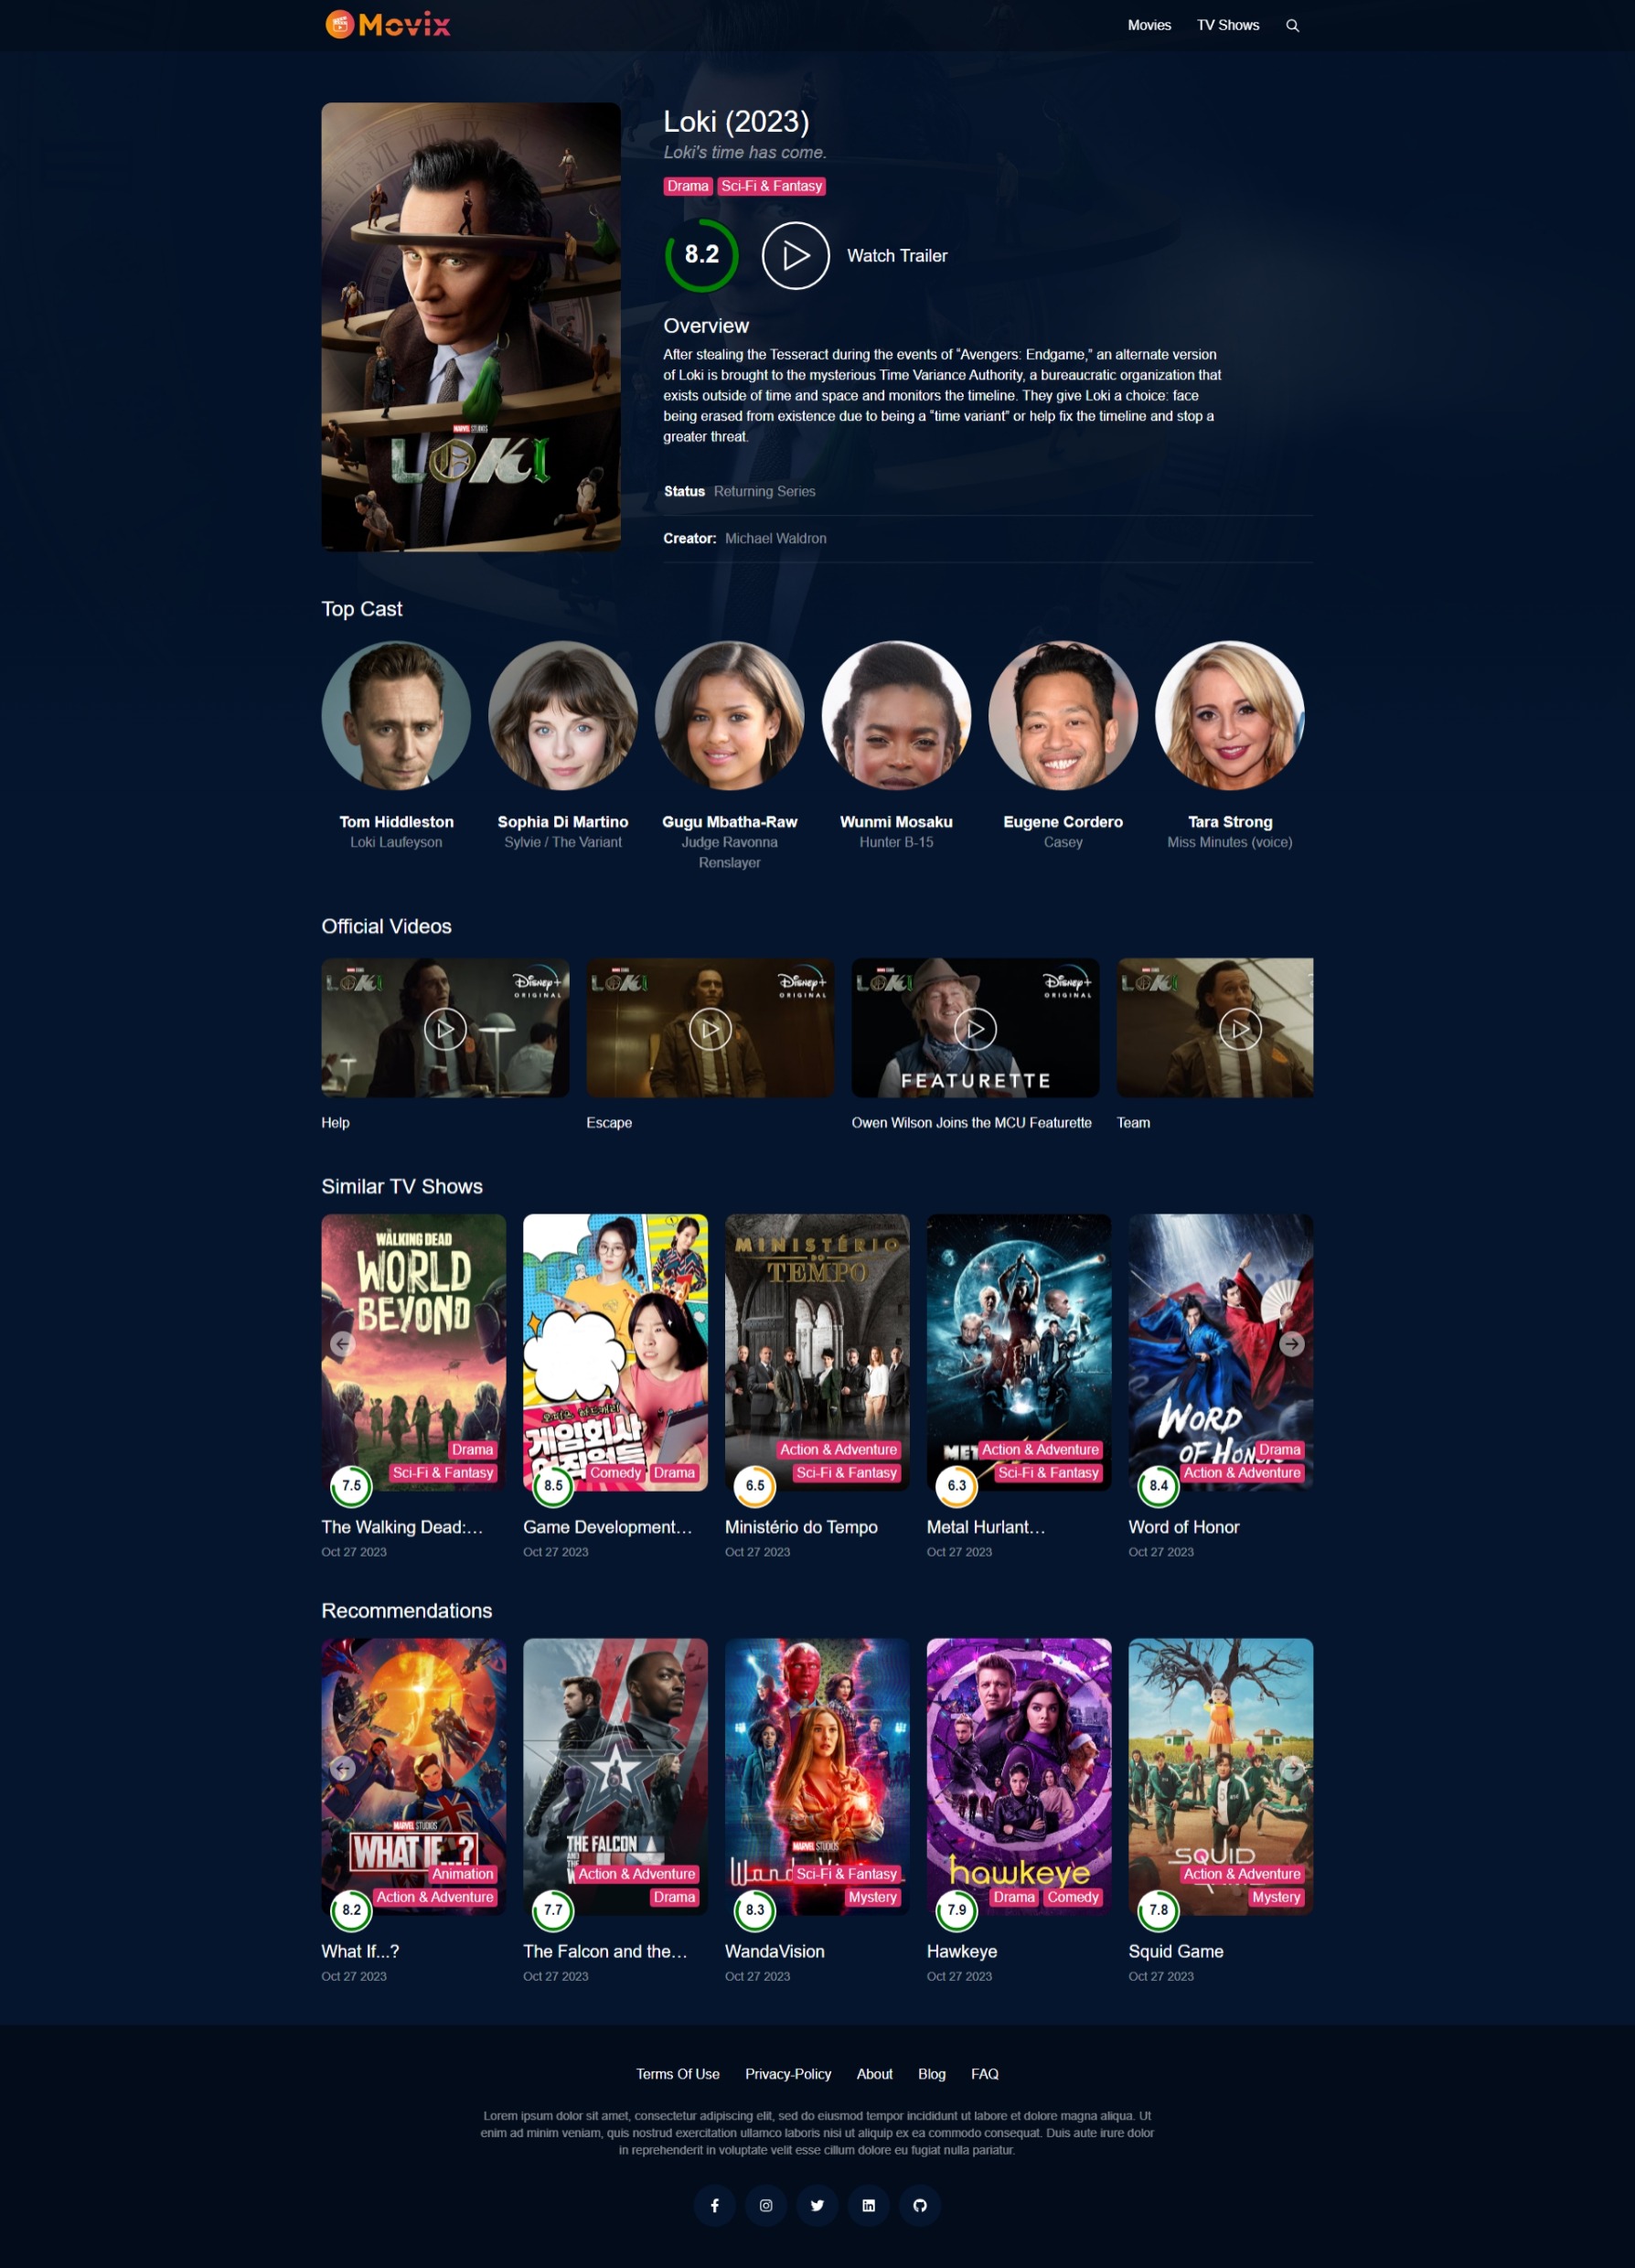 Movix
Movies TV Shows
Loki (2023)
Loki's time has come.
Drama Sci-Fi & Fantasy
8.2 Watch Trailer
MARVEL STUDIOS
LOKI
Overview
After stealing the Tesseract during the events of “Avengers: Endgame,” an alternate version
of Loki is brought to the mysterious Time Variance Authority, a bureaucratic organization that
exists outside of time and space and monitors the timeline. They give Loki a choice: face
being erased from existence due to being a “time variant” or help fix the timeline and stop a
greater threat.
Status Returning Series
Creator: Michael Waldron
Top Cast
Tom Hiddleston
Loki Laufeyson
Sophia Di Martino
Sylvie / The Variant
Gugu Mbatha-Raw
Judge Ravonna
Renslayer
Wunmi Mosaku
Hunter B-15
Eugene Cordero
Casey
Tara Strong
Miss Minutes (voice)
Official Videos
LOKI Disney+
ORIGINAL
Help
LOKI Disney+
ORIGINAL
Escape
LOKI Disney+
ORIGINAL
FEATURETTE
Owen Wilson Joins the MCU Featurette
LOKI
Team
Similar TV Shows
THE WALKING DEAD
WORLD
BEYOND
Drama
Sci-Fi & Fantasy
7.5
The Walking Dead:...
Oct 27 2023
게임회사
여직원들
Comedy Drama
8.5
Game Development...
Oct 27 2023
MINISTÉRIO
DO
TEMPO
Action & Adventure
Sci-Fi & Fantasy
6.5
Ministério do Tempo
Oct 27 2023
MET
Action & Adventure
Sci-Fi & Fantasy
6.3
Metal Hurlant...
Oct 27 2023
WORD
OF HONOR
Drama
Action & Adventure
8.4
Word of Honor
Oct 27 2023
Recommendations
MARVEL STUDIOS
WHAT IF...?
Animation
Action & Adventure
8.2
What If...?
Oct 27 2023
THE FALCON
AND
THE
W
Action & Adventure
Drama
7.7
The Falcon and the...
Oct 27 2023
MARVEL STUDIOS
WandaVision
Sci-Fi & Fantasy
Mystery
8.3
WandaVision
Oct 27 2023
hawkeye
Drama Comedy
7.9
Hawkeye
Oct 27 2023
SQUID
Action & Adventure
Mystery
7.8
Squid Game
Oct 27 2023
Terms Of Use Privacy-Policy About Blog FAQ
Lorem ipsum dolor sit amet, consectetur adipiscing elit, sed do eiusmod tempor incididunt ut labore et dolore magna aliqua. Ut
enim ad minim veniam, quis nostrud exercitation ullamco laboris nisi ut aliquip ex ea commodo consequat. Duis aute irure dolor
in reprehenderit in voluptate velit esse cillum dolore eu fugiat nulla pariatur.